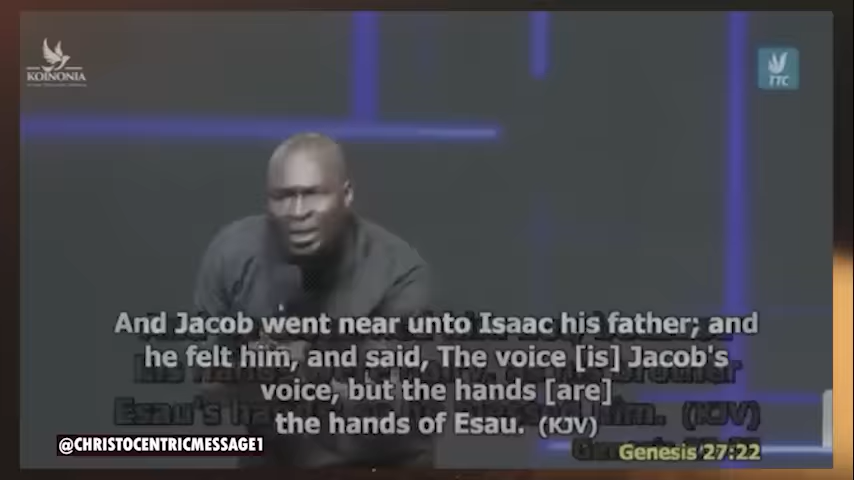 KOINONIA
TTC
And Jacob went near unto Isaac his father; and
he felt him, and said, The voice [is] Jacob's
voice, but the hands [are]
the hands of Esau. (KJV)
Genesis 27:22
@CHRISTOCENTRICMESSAGE1